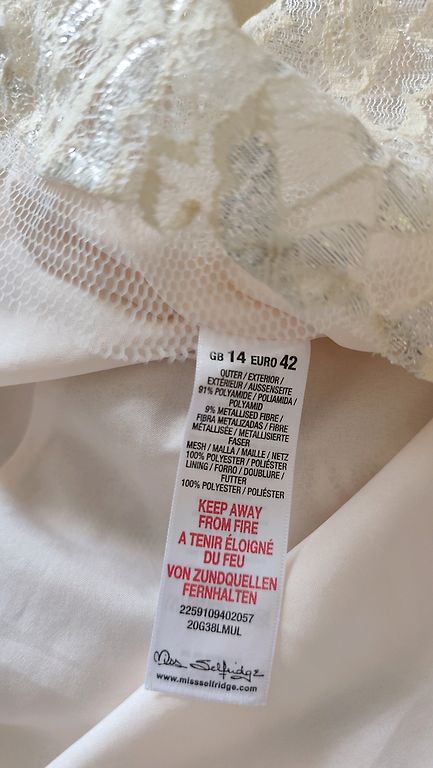 GB 14 EURO 42
OUTER / EXTERIOR /
EXTÉRIEUR / AUSSENSEITE
91% POLYAMIDE / POLIAMIDA /
POLYAMID
9% METALLISED FIBRE /
FIBRA METALIZADAS / FIBRE
MÉTALLISÉE / METALLISIERTE
FASER
MESH / MALLA / MAILLE / NETZ
100% POLYESTER / POLIÉSTER
LINING / FORRO / DOUBLURE /
FUTTER
100% POLYESTER / POLIÉSTER
KEEP AWAY
FROM FIRE
A TENIR ÉLOIGNÉ
DU FEU
VON ZUNDQUELLEN
FERNHALTEN
2259109402057
20G38LMUL
Miss Selfridge
www.missselfridge.com